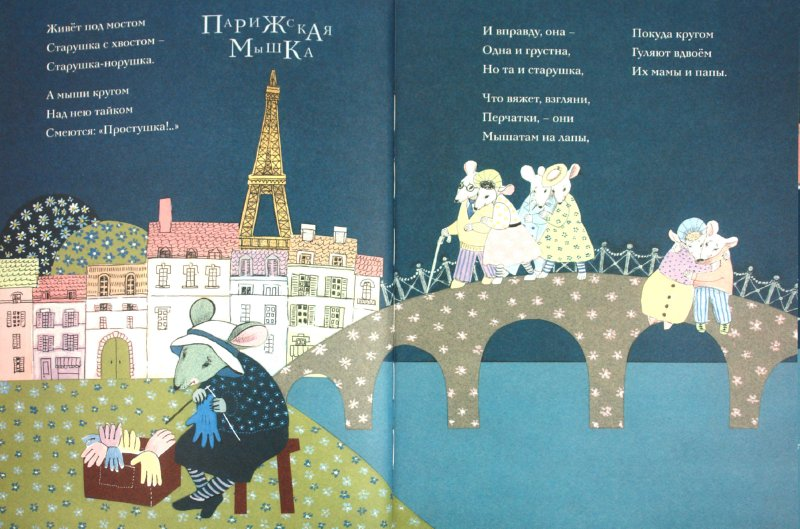 Парижская
Мышка
Живёт под мостом
Старушка с хвостом –
Старушка-норушка.
А мыши кругом
Над нею тайком
Смеются: «Простушка!..»
И вправду, она –
Одна и грустна,
Но та и старушка,
Что вяжет, взгляни,
Перчатки, – они
Мышатам на лапы,
Покуда кругом
Гуляют вдвоём
Их мамы и папы.